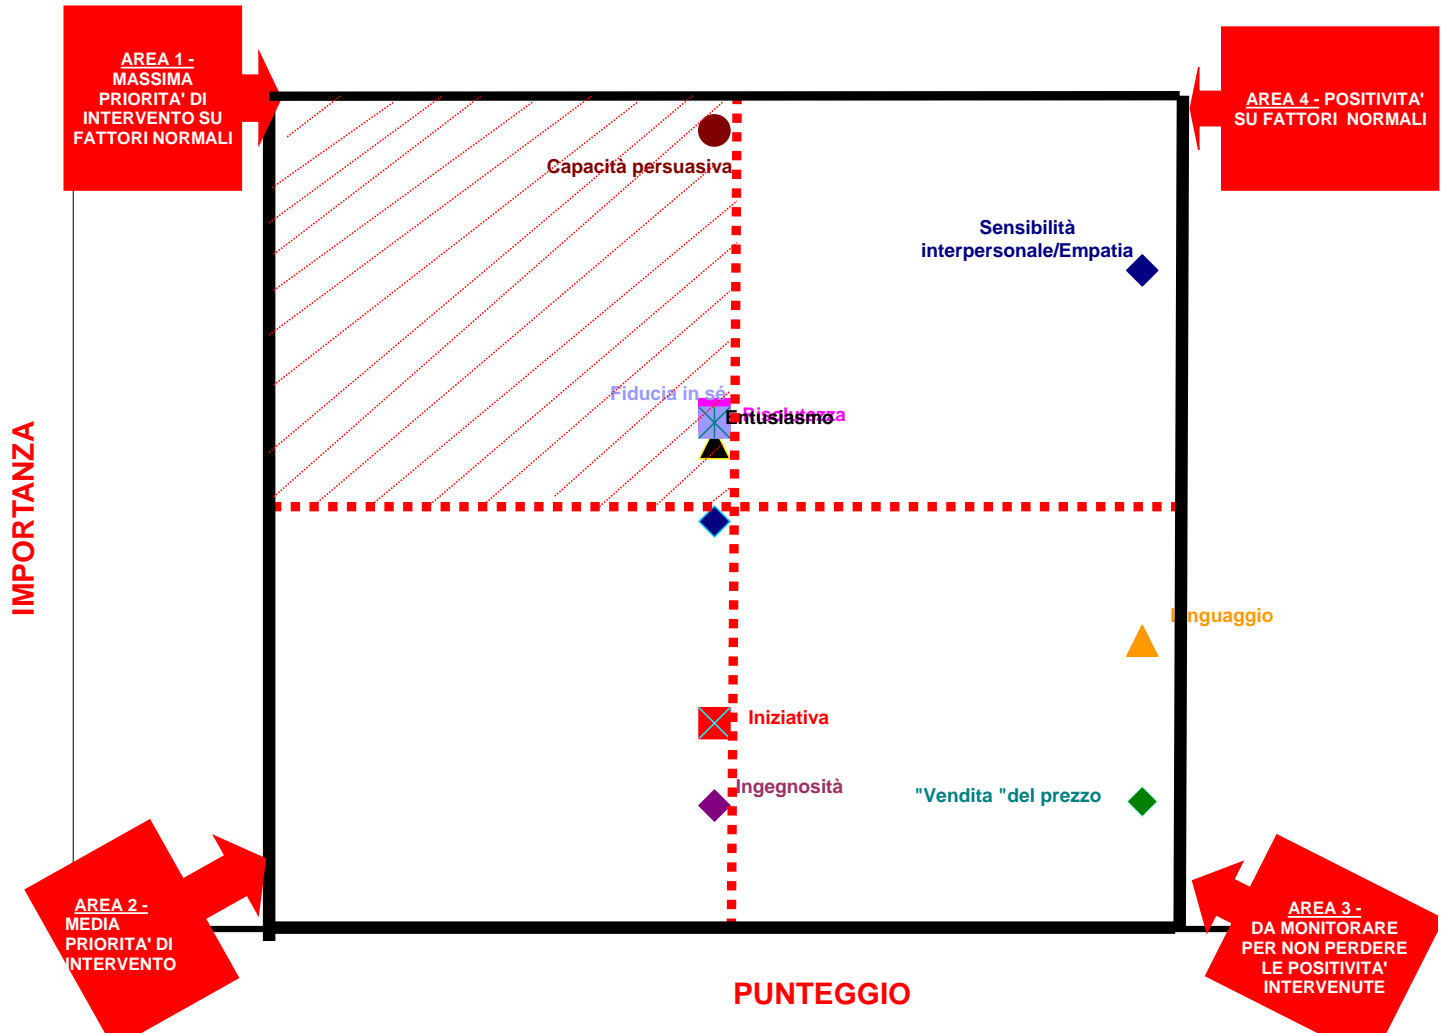 AREA 1 -
MASSIMA
PRIORITA' DI
INTERVENTO SU
FATTORI NORMALI
AREA 4 - POSITIVITA'
SU FATTORI NORMALI
Capacità persuasiva
Sensibilità
interpersonale/Empatia
Fiducia in sé
Risolutezza
Entusiasmo
IMPORTANZA
linguaggio
Iniziativa
Ingegnosità
"Vendita "del prezzo
AREA 2 -
MEDIA
PRIORITA' DI
INTERVENTO
AREA 3 -
DA MONITORARE
PER NON PERDERE
LE POSITIVITA'
INTERVENUTE
PUNTEGGIO